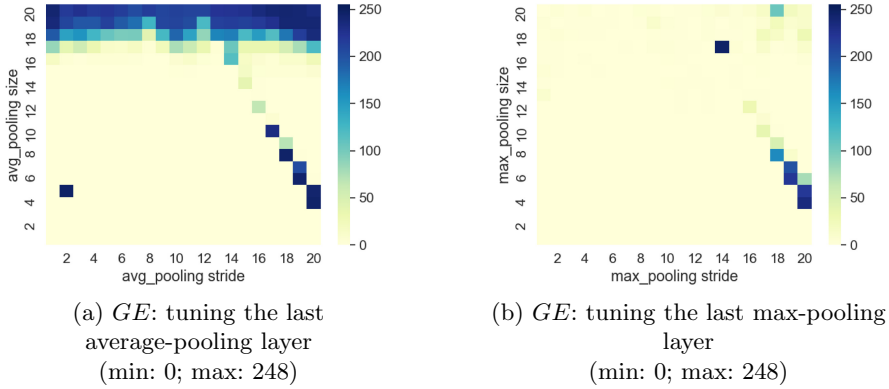 20
18
16
14
12
10
8
6
4
2
avg_pooling size
2 4 6 8 10 12 14 16 18 20
avg_pooling stride
250
200
150
100
50
0
(a) GE: tuning the last
average-pooling layer
(min: 0; max: 248)
20
18
16
14
12
10
8
6
4
2
max_pooling size
2 4 6 8 10 12 14 16 18 20
max_pooling stride
250
200
150
100
50
0
(b) GE: tuning the last max-pooling
layer
(min: 0; max: 248)